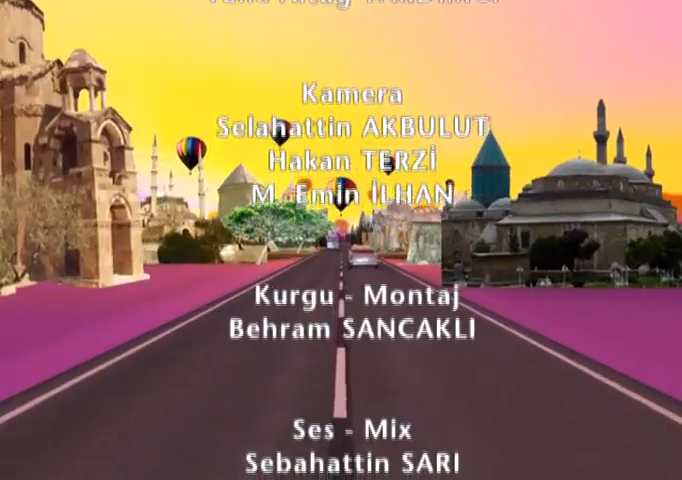 Kamera
Selahattin AKBULUT
Hakan TERZİ
M. Emin İLHAN
Kurgu - Montaj
Behram SANCAKLI
Ses - Mix
Sebahattin SARI